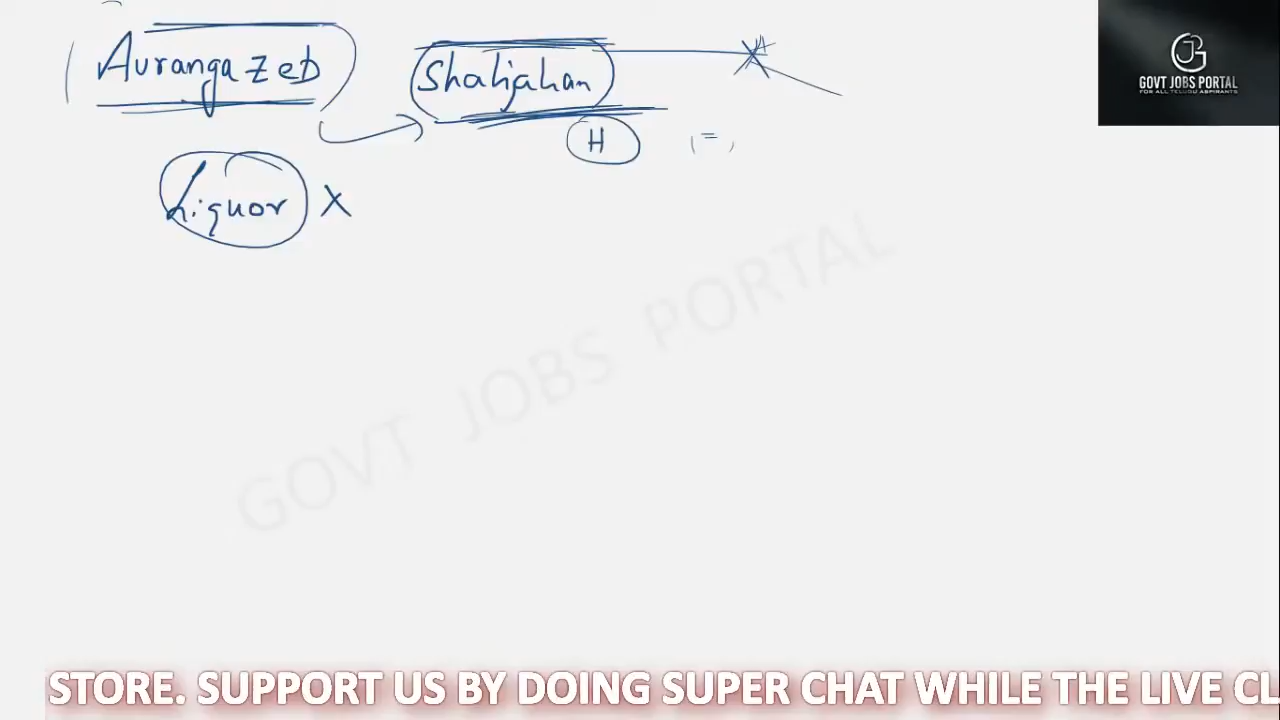 Aurangazeb Shahjahan
H
Liquor X
GJB
GOVT JOBS PORTAL
FOR ALL TELUGU ASPIRANTS
GOVT JOBS PORTAL
STORE. SUPPORT US BY DOING SUPER CHAT WHILE THE LIVE CL